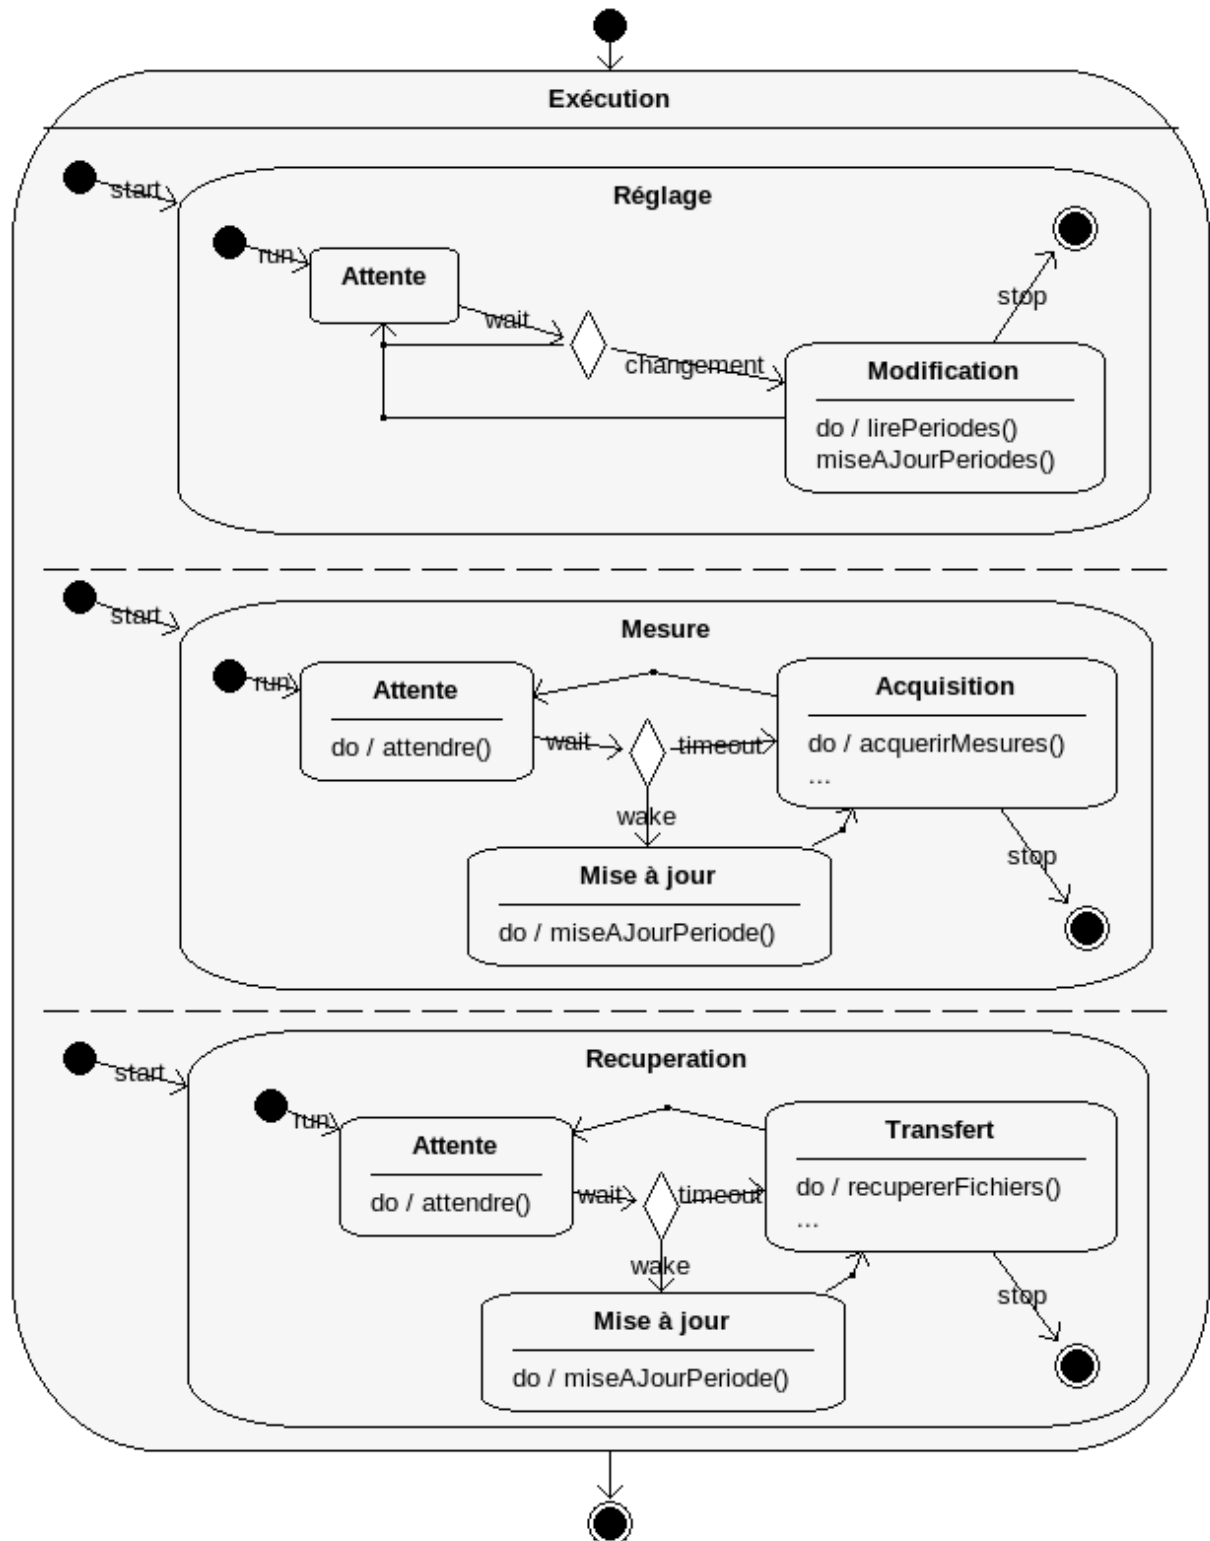 Exécution
start
Réglage
run
Attente
wait
changement
stop
Modification
do / lirePeriodes()
miseAJourPeriodes()
start
Mesure
run
Attente
do / attendre()
wait
timeout
Acquisition
do / acquerirMesures()
...
wake
stop
Mise à jour
do / miseAJourPeriode()
start
Recuperation
run
Attente
do / attendre()
wait
timeout
Transfert
do / recupererFichiers()
...
wake
stop
Mise à jour
do / miseAJourPeriode()